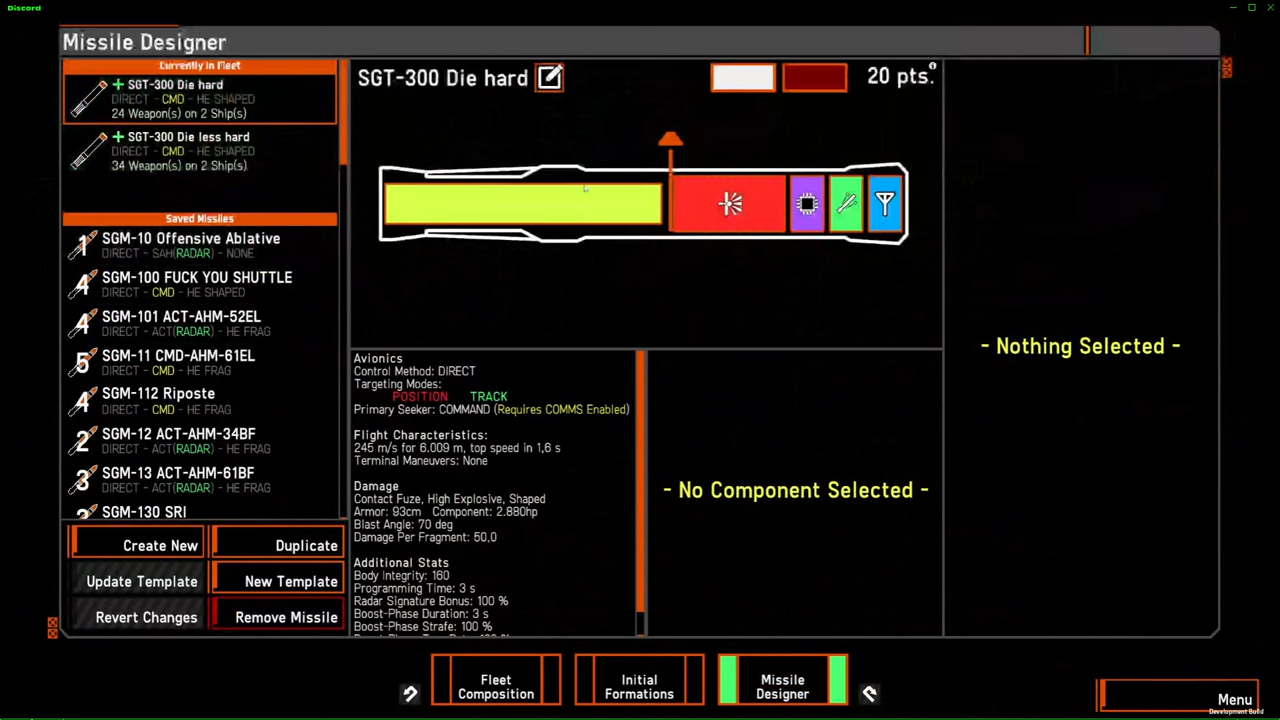 Discord
Missile Designer
Currently in Fleet
+ SGT-300 Die hard
DIRECT - CMD - HE SHAPED
24 Weapon(s) on 2 Ship(s)
+ SGT-300 Die less hard
DIRECT - CMD - HE SHAPED
34 Weapon(s) on 2 Ship(s)
Saved Missiles
1 SGM-10 Offensive Ablative
DIRECT - SAH(RADAR) - NONE
4 SGM-100 FUCK YOU SHUTTLE
DIRECT - CMD - HE SHAPED
4 SGM-101 ACT-AHM-52EL
DIRECT - ACT(RADAR) - HE FRAG
5 SGM-11 CMD-AHM-61EL
DIRECT - CMD - HE FRAG
4 SGM-112 Riposte
DIRECT - CMD - HE FRAG
2 SGM-12 ACT-AHM-34BF
DIRECT - ACT(RADAR) - HE FRAG
3 SGM-13 ACT-AHM-61BF
DIRECT - ACT(RADAR) - HE FRAG
SGM-130 SRI
Create New
Duplicate
Update Template
New Template
Revert Changes
Remove Missile
SGT-300 Die hard
20 pts.
Avionics
Control Method: DIRECT
Targeting Modes:
POSITION TRACK
Primary Seeker: COMMAND (Requires COMMS Enabled)
Flight Characteristics:
245 m/s for 6.009 m, top speed in 1,6 s
Terminal Maneuvers: None
Damage
Contact Fuze, High Explosive, Shaped
Armor: 93cm Component: 2.880hp
Blast Angle: 70 deg
Damage Per Fragment: 50,0
Additional Stats
Body Integrity: 160
Programming Time: 3 s
Radar Signature Bonus: 100 %
Boost-Phase Duration: 3 s
Boost-Phase Strafe: 100 %
- No Component Selected -
- Nothing Selected -
Fleet
Composition
Initial
Formations
Missile
Designer
Menu
Development Build